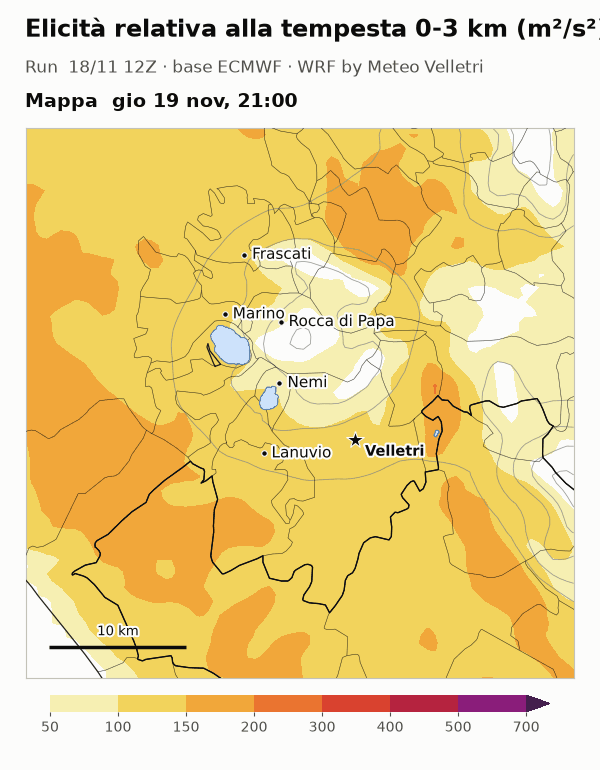 Elicità relativa alla tempesta 0-3 km (m²/s²)
Run 18/11 12Z · base ECMWF · WRF by Meteo Velletri
Mappa gio 19 nov, 21:00
Frascati
Marino
Rocca di Papa
Nemi
Velletri
Lanuvio
10 km
50 100 150 200 300 400 500 700